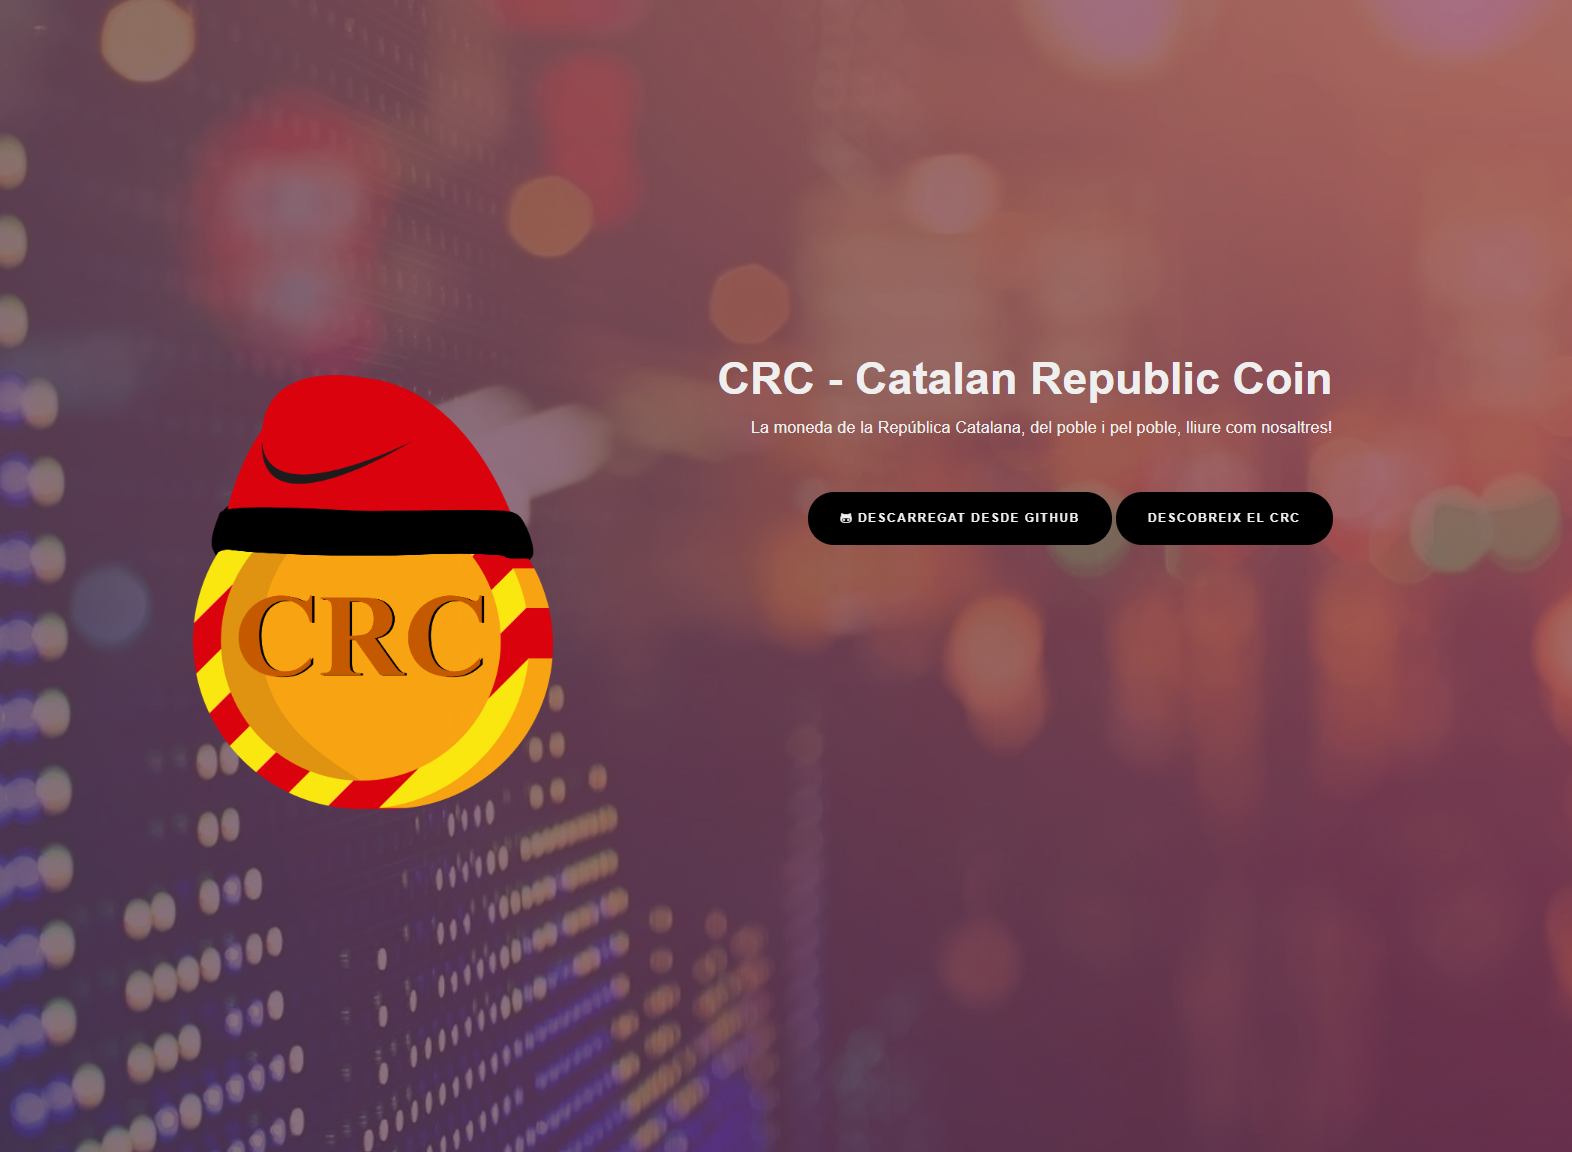 CRC - Catalan Republic Coin
La moneda de la República Catalana, del poble i pel poble, lliure com nosaltres!
DESCARREGAT DESDE GITHUB
DESCOBREIX EL CRC
CRC